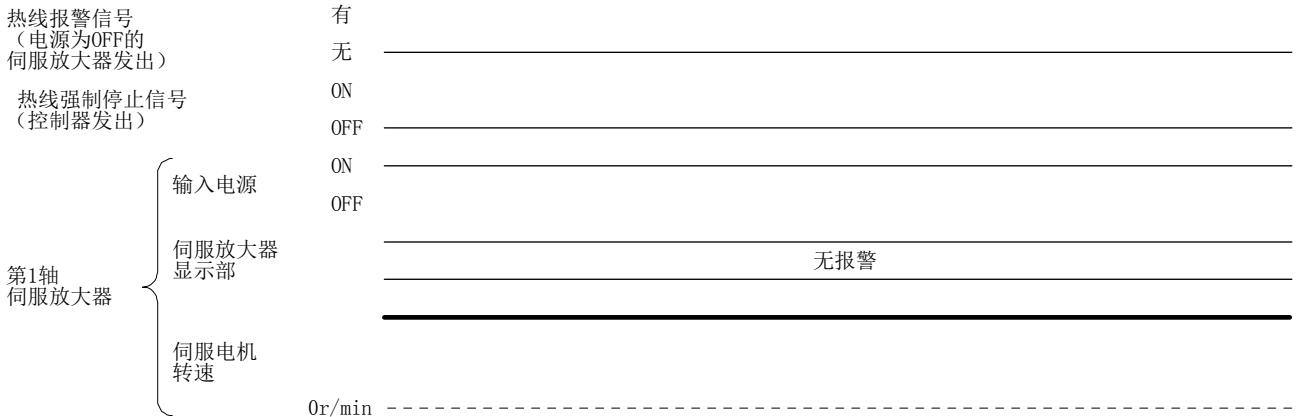 热线报警信号
（电源为OFF的
伺服放大器发出）
有
无
热线强制停止信号
（控制器发出）
ON
OFF
第1轴
伺服放大器
输入电源
ON
OFF
伺服放大器
显示部
无报警
伺服电机
转速
0r/min